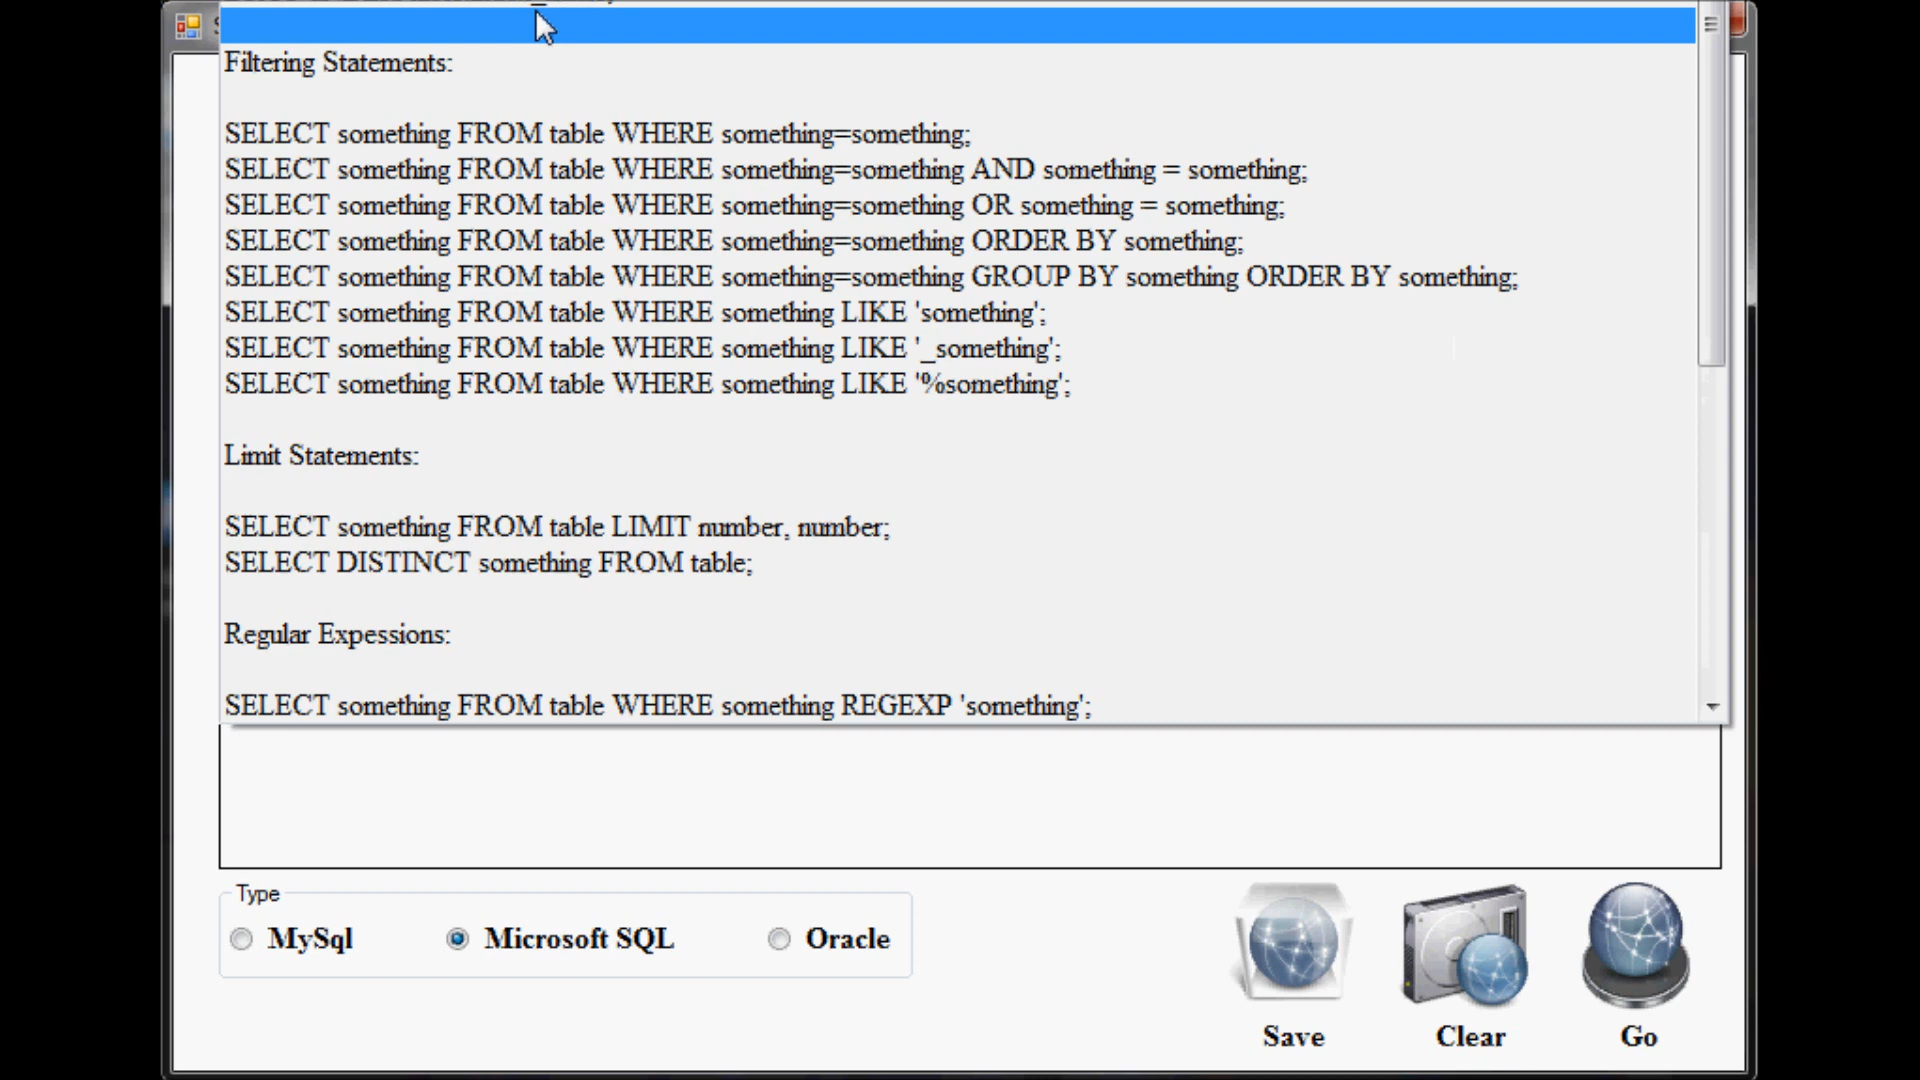 Filtering Statements:
SELECT something FROM table WHERE something=something;
SELECT something FROM table WHERE something=something AND something = something;
SELECT something FROM table WHERE something=something OR something = something;
SELECT something FROM table WHERE something=something ORDER BY something;
SELECT something FROM table WHERE something=something GROUP BY something ORDER BY something;
SELECT something FROM table WHERE something LIKE 'something';
SELECT something FROM table WHERE something LIKE '_something';
SELECT something FROM table WHERE something LIKE '%something';
Limit Statements:
SELECT something FROM table LIMIT number, number;
SELECT DISTINCT something FROM table;
Regular Expessions:
SELECT something FROM table WHERE something REGEXP 'something';
Type
MySql
Microsoft SQL
Oracle
Save
Clear
Go